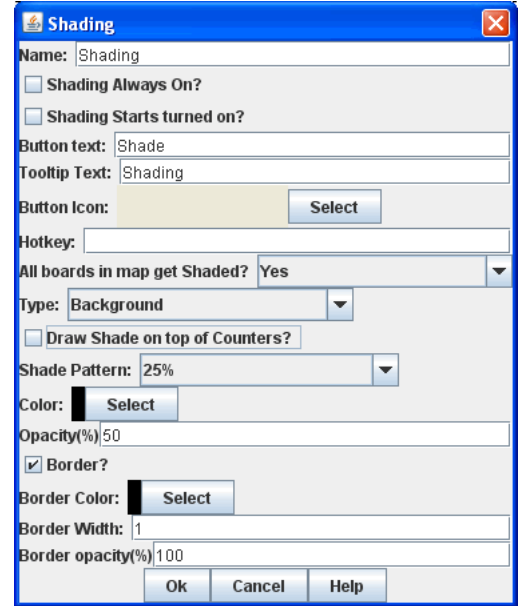 Shading
Name: Shading
Shading Always On?
Shading Starts turned on?
Button text: Shade
Tooltip Text: Shading
Button Icon: Select
Hotkey:
All boards in map get Shaded? Yes
Type: Background
Draw Shade on top of Counters?
Shade Pattern: 25%
Color: Select
Opacity(%) 50
Border?
Border Color: Select
Border Width: 1
Border opacity(%) 100
Ok Cancel Help